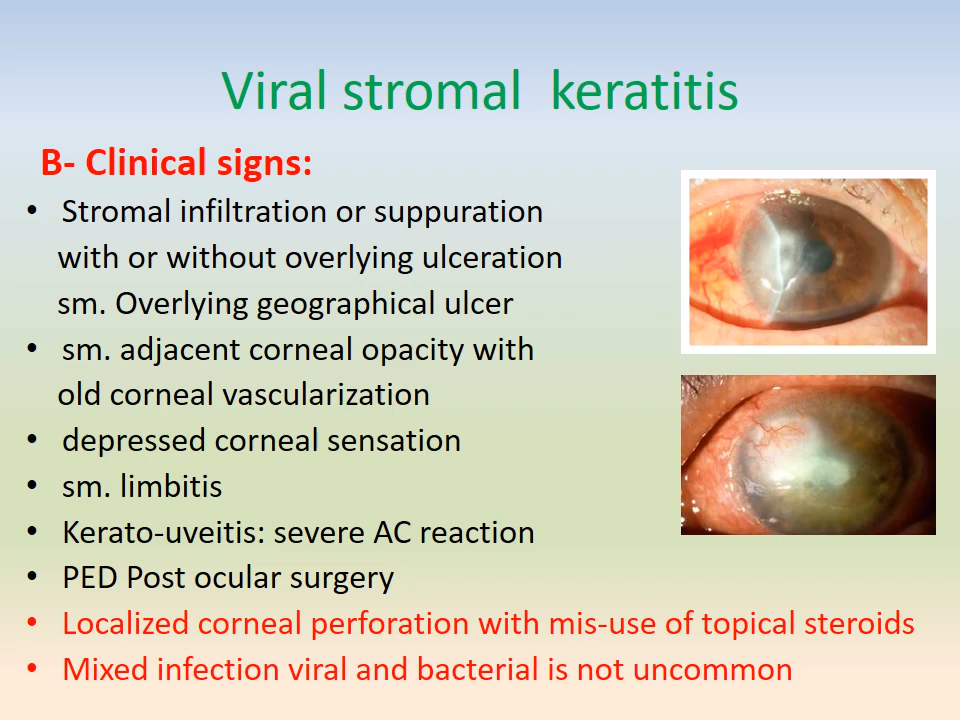 Viral stromal keratitis
B- Clinical signs:
• Stromal infiltration or suppuration
with or without overlying ulceration
sm. Overlying geographical ulcer
• sm. adjacent corneal opacity with
old corneal vascularization
• depressed corneal sensation
• sm. limbitis
• Kerato-uveitis: severe AC reaction
• PED Post ocular surgery
• Localized corneal perforation with mis-use of topical steroids
• Mixed infection viral and bacterial is not uncommon